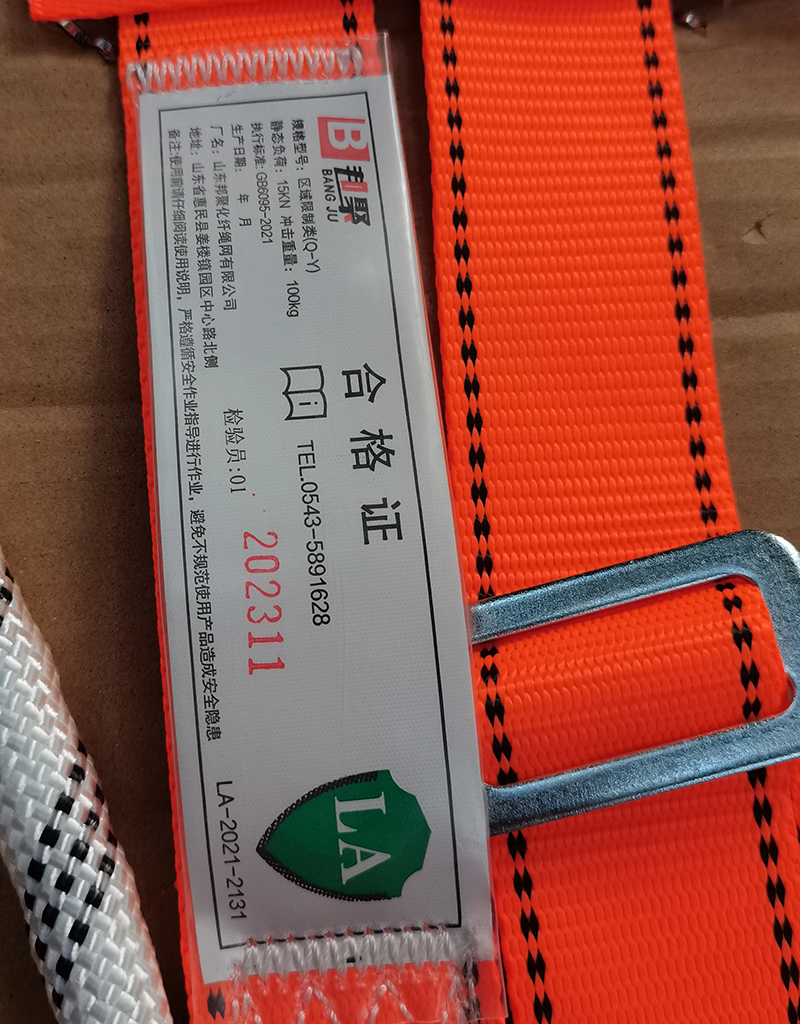 B 邦聚
BANG JU
合格证
规格型号：区域限制类(Q-Y)
静态负荷：15KN 冲击重量：100kg
TEL.0543-5891628
执行标准：GB6095-2021
生产日期： 年 月
检验员:01
202311
厂名：山东邦聚化纤绳网有限公司
地址：山东省惠民县姜楼镇园区中心路北侧
备注:使用前请仔细阅读使用说明，严格遵循安全作业指导进行作业，避免不规范使用产品造成安全隐患
LA
LA-2021-2131